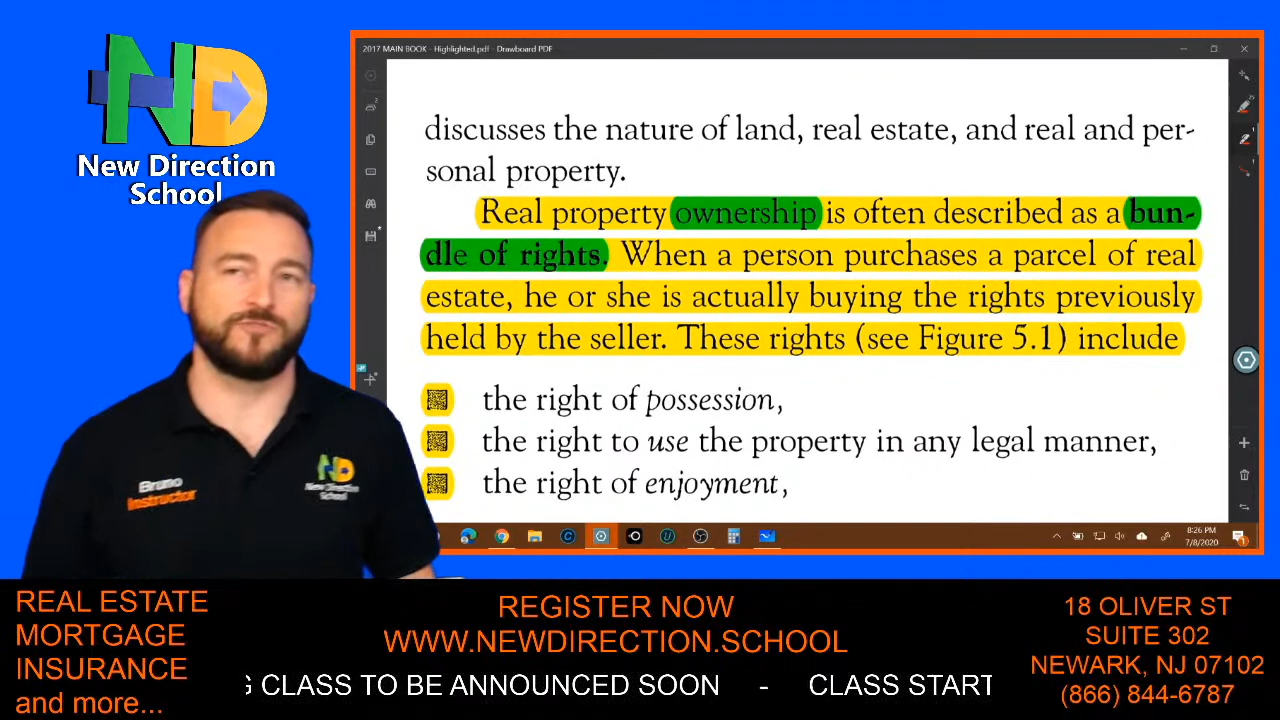 ND
New Direction
School
2017 MAIN BOOK - Highlighted.pdf - Drawboard PDF
discusses the nature of land, real estate, and real and per-
sonal property.
Real property ownership is often described as a bun-
dle of rights. When a person purchases a parcel of real
estate, he or she is actually buying the rights previously
held by the seller. These rights (see Figure 5.1) include
the right of possession,
the right to use the property in any legal manner,
the right of enjoyment,
8:26 PM
7/8/2020
Bruno
Instructor
ND
New Direction
School
REAL ESTATE
MORTGAGE
INSURANCE
and more...
REGISTER NOW
WWW.NEWDIRECTION.SCHOOL
G CLASS TO BE ANNOUNCED SOON - CLASS START
18 OLIVER ST
SUITE 302
NEWARK, NJ 07102
(866) 844-6787